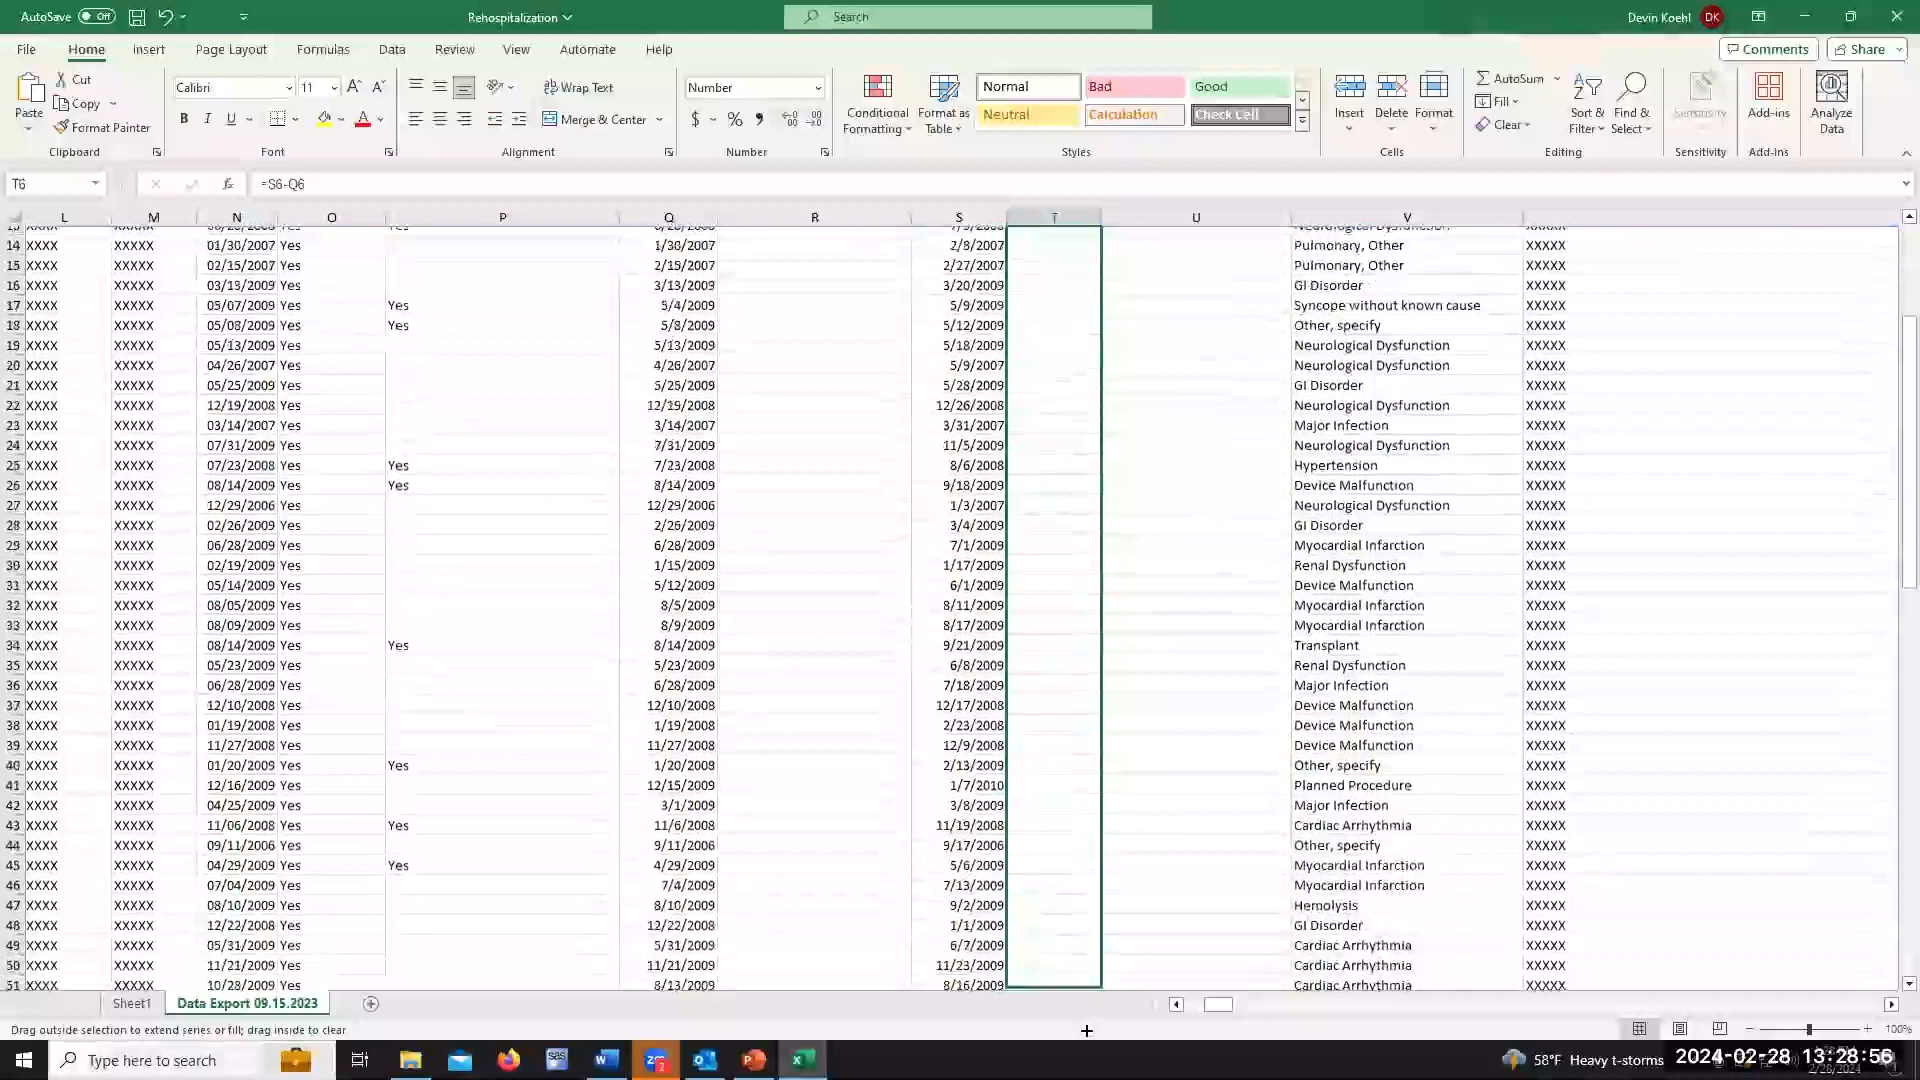 AutoSave Off Rehospitalization Search Devin Koehl DK
File Home Insert Page Layout Formulas Data Review View Automate Help Comments Share
Paste Cut Copy Format Painter Calibri 11 Wrap Text Merge & Center Number Conditional Formatting Format as Table Normal Bad Good Neutral Calculation Check Cell Insert Delete Format AutoSum Fill Clear Sort & Filter Find & Select Sensitivity Add-ins Analyze Data
Clipboard Font Alignment Number Styles Cells Editing Sensitivity Add-ins
T6 fx =S6-Q6
L M N O P Q R S T U V
14 XXXX XXXXX 01/30/2007 Yes 1/30/2007 2/8/2007 Pulmonary, Other XXXXX
15 XXXX XXXXX 02/15/2007 Yes 2/15/2007 2/27/2007 Pulmonary, Other XXXXX
16 XXXX XXXXX 03/13/2009 Yes 3/13/2009 3/20/2009 GI Disorder XXXXX
17 XXXX XXXXX 05/07/2009 Yes Yes 5/4/2009 5/9/2009 Syncope without known cause XXXXX
18 XXXX XXXXX 05/08/2009 Yes Yes 5/8/2009 5/12/2009 Other, specify XXXXX
19 XXXX XXXXX 05/13/2009 Yes 5/13/2009 5/18/2009 Neurological Dysfunction XXXXX
20 XXXX XXXXX 04/26/2007 Yes 4/26/2007 5/9/2007 Neurological Dysfunction XXXXX
21 XXXX XXXXX 05/25/2009 Yes 5/25/2009 5/28/2009 GI Disorder XXXXX
22 XXXX XXXXX 12/19/2008 Yes 12/19/2008 12/26/2008 Neurological Dysfunction XXXXX
23 XXXX XXXXX 03/14/2007 Yes 3/14/2007 3/31/2007 Major Infection XXXXX
24 XXXX XXXXX 07/31/2009 Yes 7/31/2009 11/5/2009 Neurological Dysfunction XXXXX
25 XXXX XXXXX 07/23/2008 Yes Yes 7/23/2008 8/6/2008 Hypertension XXXXX
26 XXXX XXXXX 08/14/2009 Yes Yes 8/14/2009 9/18/2009 Device Malfunction XXXXX
27 XXXX XXXXX 12/29/2006 Yes 12/29/2006 1/3/2007 Neurological Dysfunction XXXXX
28 XXXX XXXXX 02/26/2009 Yes 2/26/2009 3/4/2009 GI Disorder XXXXX
29 XXXX XXXXX 06/28/2009 Yes 6/28/2009 7/1/2009 Myocardial Infarction XXXXX
30 XXXX XXXXX 02/19/2009 Yes 1/15/2009 1/17/2009 Renal Dysfunction XXXXX
31 XXXX XXXXX 05/14/2009 Yes 5/12/2009 6/1/2009 Device Malfunction XXXXX
32 XXXX XXXXX 08/05/2009 Yes 8/5/2009 8/11/2009 Myocardial Infarction XXXXX
33 XXXX XXXXX 08/09/2009 Yes 8/9/2009 8/17/2009 Myocardial Infarction XXXXX
34 XXXX XXXXX 08/14/2009 Yes Yes 8/14/2009 9/21/2009 Transplant XXXXX
35 XXXX XXXXX 05/23/2009 Yes 5/23/2009 6/8/2009 Renal Dysfunction XXXXX
36 XXXX XXXXX 06/28/2009 Yes 6/28/2009 7/18/2009 Major Infection XXXXX
37 XXXX XXXXX 12/10/2008 Yes 12/10/2008 12/17/2008 Device Malfunction XXXXX
38 XXXX XXXXX 01/19/2008 Yes 1/19/2008 2/23/2008 Device Malfunction XXXXX
39 XXXX XXXXX 11/27/2008 Yes 11/27/2008 12/9/2008 Device Malfunction XXXXX
40 XXXX XXXXX 01/20/2009 Yes Yes 1/20/2008 2/13/2009 Other, specify XXXXX
41 XXXX XXXXX 12/16/2009 Yes 12/15/2009 1/7/2010 Planned Procedure XXXXX
42 XXXX XXXXX 04/25/2009 Yes 3/1/2009 3/8/2009 Major Infection XXXXX
43 XXXX XXXXX 11/06/2008 Yes Yes 11/6/2008 11/19/2008 Cardiac Arrhythmia XXXXX
44 XXXX XXXXX 09/11/2006 Yes 9/11/2006 9/17/2006 Other, specify XXXXX
45 XXXX XXXXX 04/29/2009 Yes Yes 4/29/2009 5/6/2009 Myocardial Infarction XXXXX
46 XXXX XXXXX 07/04/2009 Yes 7/4/2009 7/13/2009 Myocardial Infarction XXXXX
47 XXXX XXXXX 08/10/2009 Yes 8/10/2009 9/2/2009 Hemolysis XXXXX
48 XXXX XXXXX 12/22/2008 Yes 12/22/2008 1/1/2009 GI Disorder XXXXX
49 XXXX XXXXX 05/31/2009 Yes 5/31/2009 6/7/2009 Cardiac Arrhythmia XXXXX
50 XXXX XXXXX 11/21/2009 Yes 11/21/2009 11/23/2009 Cardiac Arrhythmia XXXXX
51 XXXX XXXXX 10/28/2009 Yes 8/13/2009 8/16/2009 Cardiac Arrhythmia XXXXX
Sheet1 Data Export 09.15.2023
Drag outside selection to extend series or fill; drag inside to clear 100%
Type here to search 58°F Heavy t-storms 2024-02-28 13:28:56